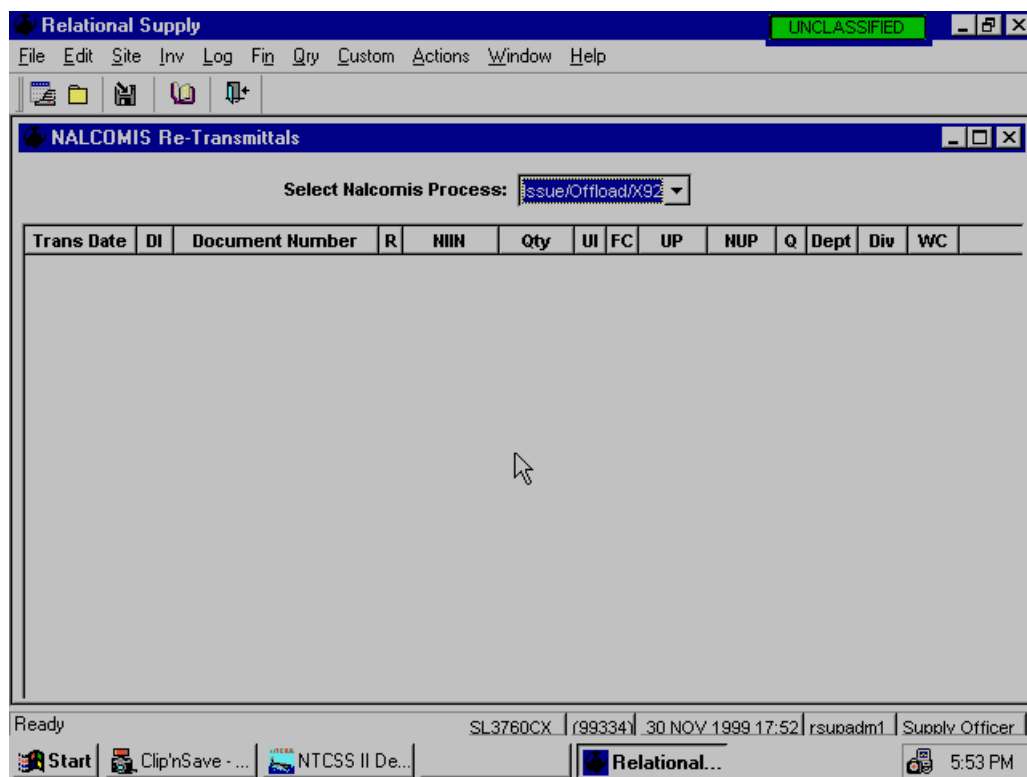 Relational Supply UNCLASSIFIED
File Edit Site Inv Log Fin Qry Custom Actions Window Help
NALCOMIS Re-Transmittals
Select Nalcomis Process: Issue/Offload/X92
Trans Date DI Document Number R NIIN Qty UI FC UP NUP Q Dept Div WC
Ready SL3760CX (99334) 30 NOV 1999 17:52 rsupadm1 Supply Officer
Start Clip'nSave - ... NTCSS II De... Relational... 5:53 PM